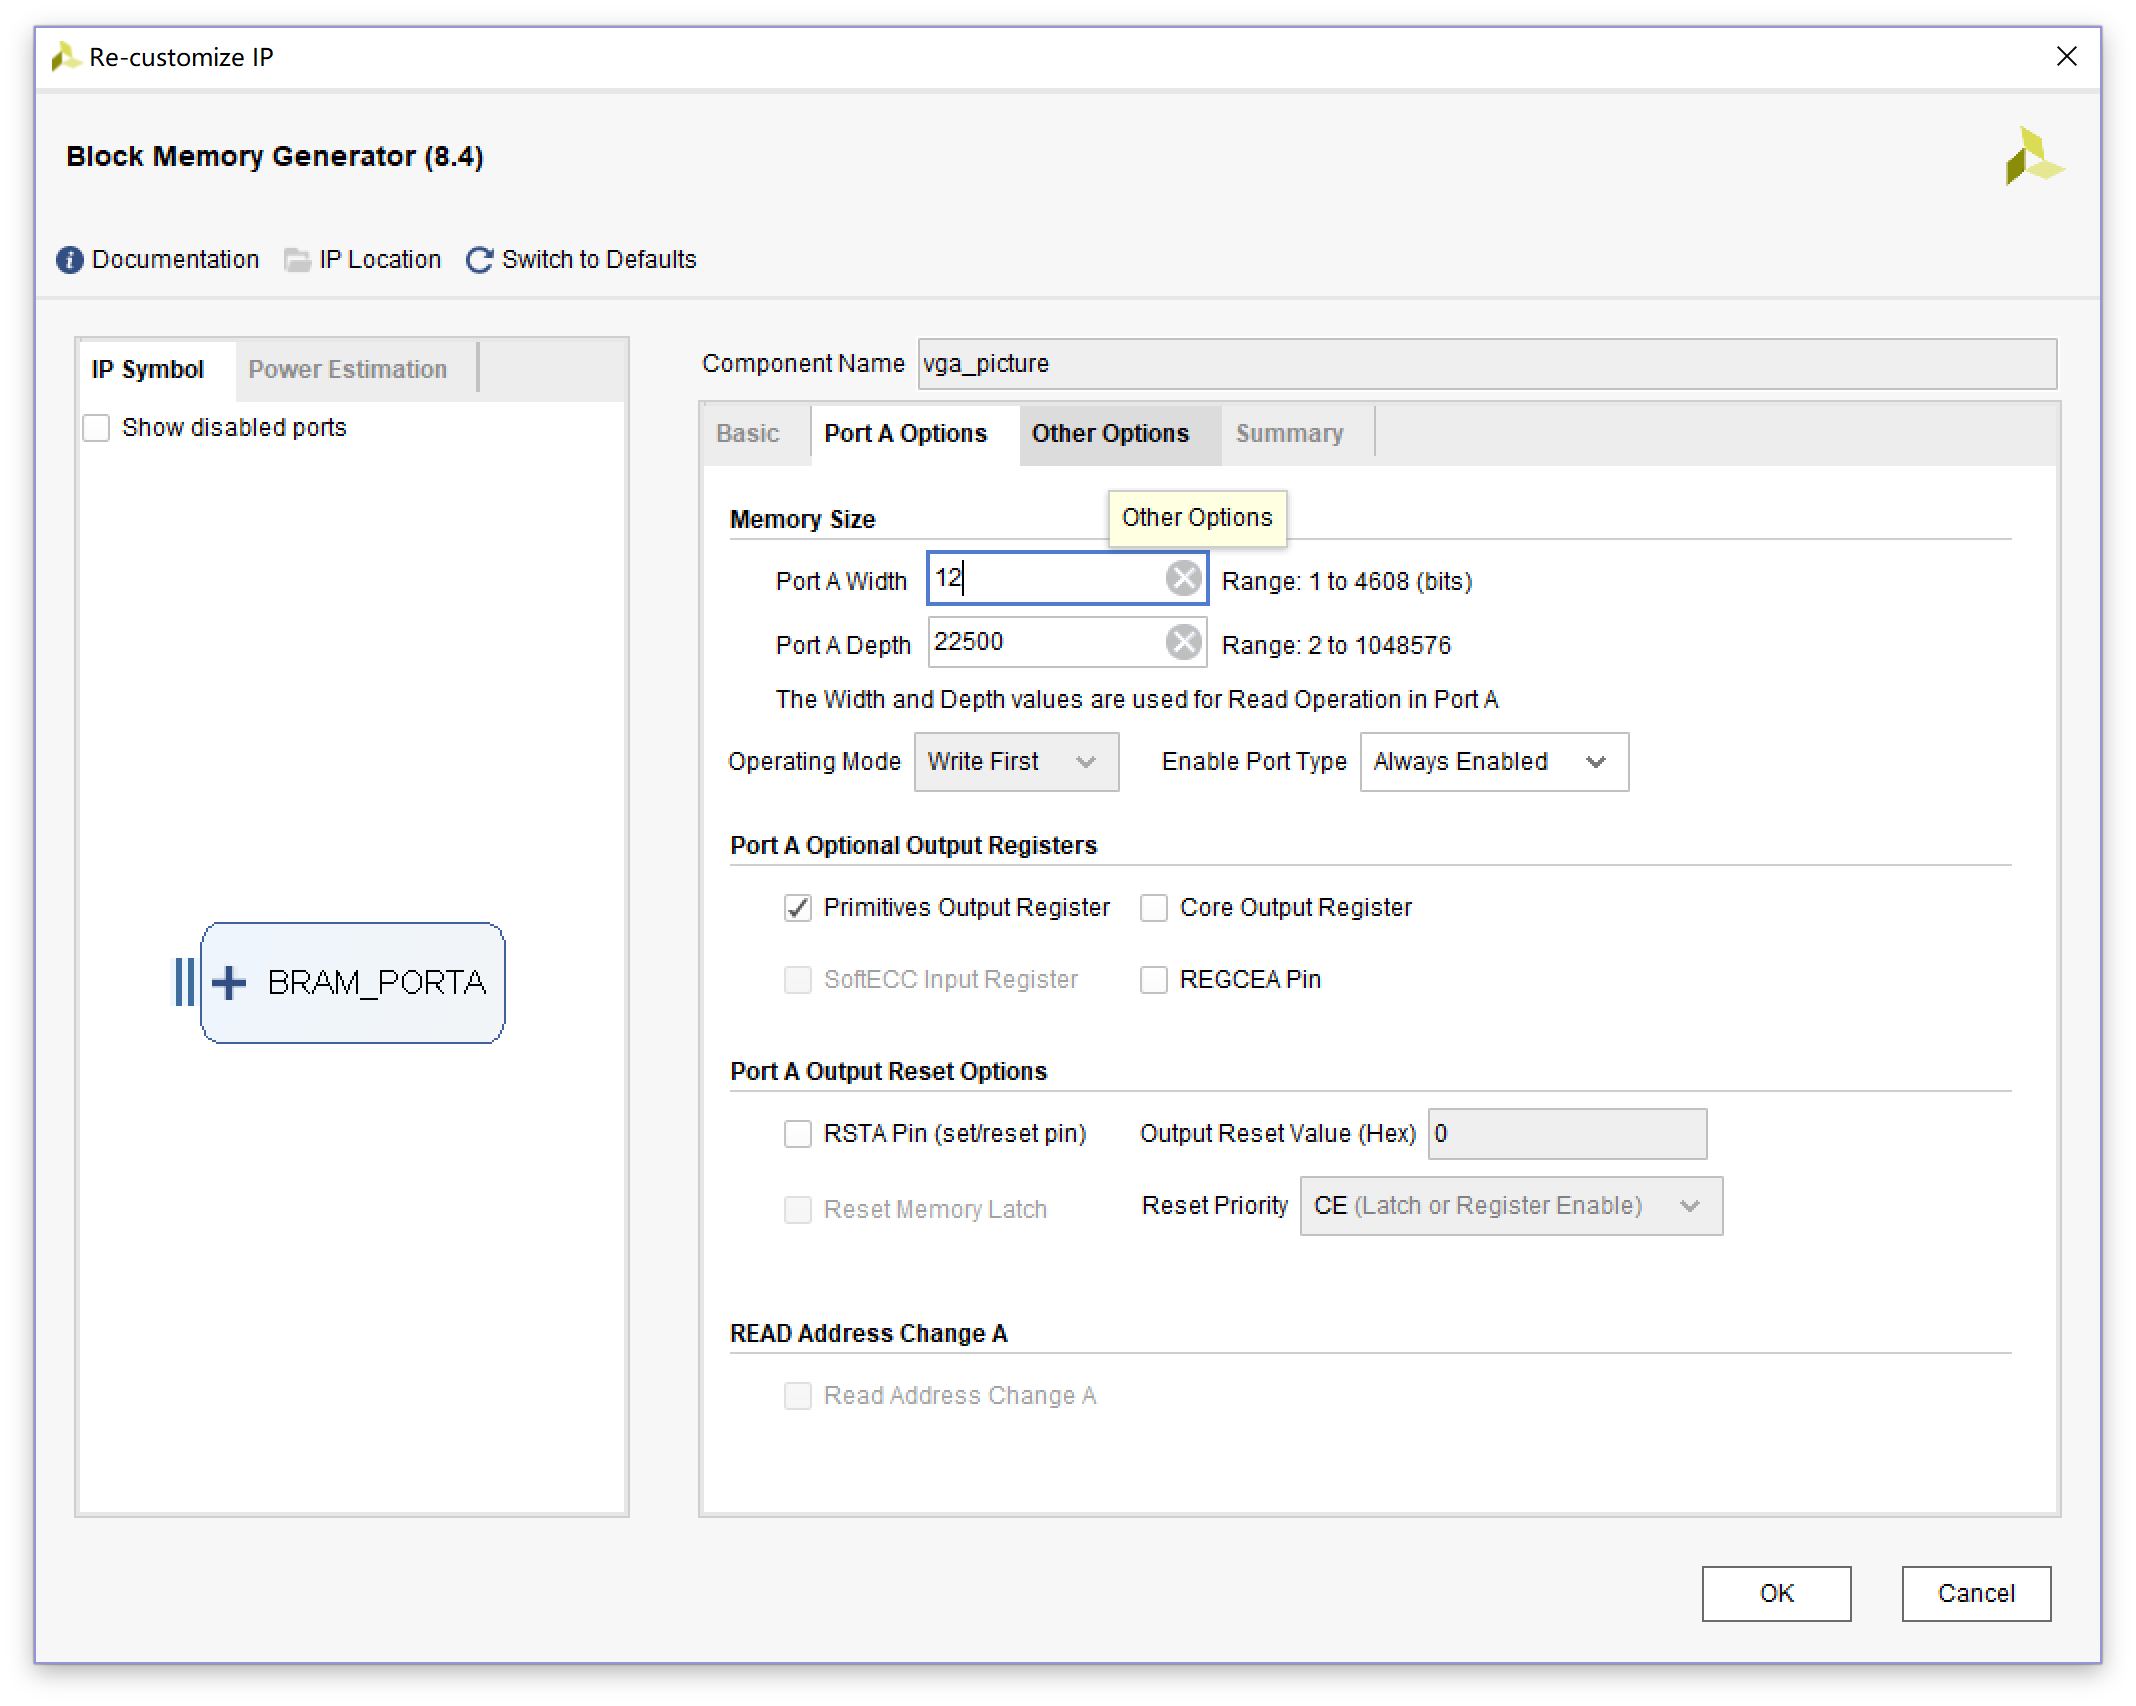 Re-customize IP
Block Memory Generator (8.4)
Documentation IP Location Switch to Defaults
IP Symbol Power Estimation
Show disabled ports
BRAM_PORTA
Component Name vga_picture
Basic Port A Options Other Options Summary
Other Options
Memory Size
Port A Width 12 Range: 1 to 4608 (bits)
Port A Depth 22500 Range: 2 to 1048576
The Width and Depth values are used for Read Operation in Port A
Operating Mode Write First Enable Port Type Always Enabled
Port A Optional Output Registers
Primitives Output Register Core Output Register
SoftECC Input Register REGCEA Pin
Port A Output Reset Options
RSTA Pin (set/reset pin) Output Reset Value (Hex) 0
Reset Memory Latch Reset Priority CE (Latch or Register Enable)
READ Address Change A
Read Address Change A
OK Cancel